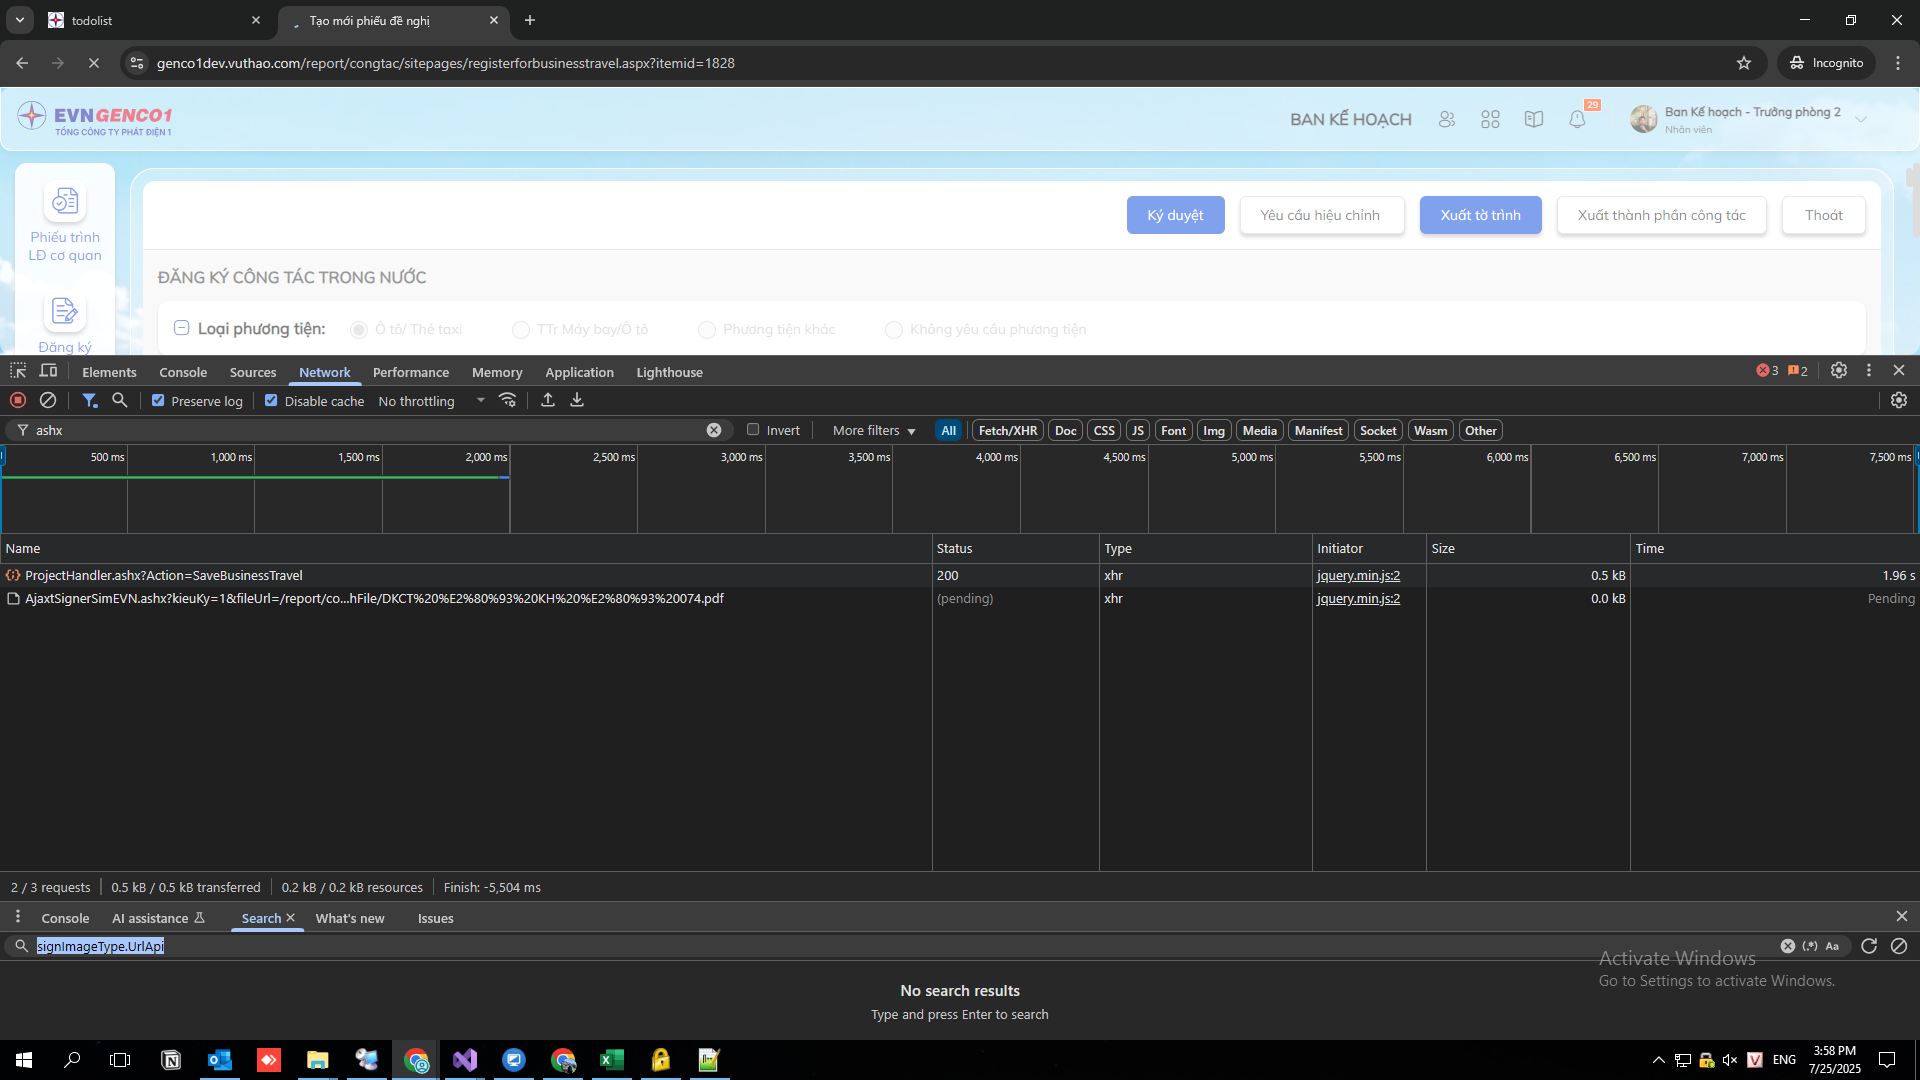 todolist
Tạo mới phiếu đề nghị
genco1dev.vuthao.com/report/congtac/sitepages/registerforbusinesstravel.aspx?itemid=1828
Incognito
EVNGENCO1
TỔNG CÔNG TY PHÁT ĐIỆN 1
BAN KẾ HOẠCH
29
Ban Kế hoạch - Trưởng phòng 2
Nhân viên
Phiếu trình
LĐ cơ quan
Đăng ký
Ký duyệt
Yêu cầu hiệu chỉnh
Xuất tờ trình
Xuất thành phần công tác
Thoát
ĐĂNG KÝ CÔNG TÁC TRONG NƯỚC
Loại phương tiện:
Ô tô/ Thẻ taxi
TTr Máy bay/Ô tô
Phương tiện khác
Không yêu cầu phương tiện
Elements
Console
Sources
Network
Performance
Memory
Application
Lighthouse
3
2
Preserve log
Disable cache
No throttling
ashx
Invert
More filters
All
Fetch/XHR
Doc
CSS
JS
Font
Img
Media
Manifest
Socket
Wasm
Other
500 ms
1,000 ms
1,500 ms
2,000 ms
2,500 ms
3,000 ms
3,500 ms
4,000 ms
4,500 ms
5,000 ms
5,500 ms
6,000 ms
6,500 ms
7,000 ms
7,500 ms
Name
Status
Type
Initiator
Size
Time
ProjectHandler.ashx?Action=SaveBusinessTravel
200
xhr
jquery.min.js:2
0.5 kB
1.96 s
AjaxtSignerSimEVN.ashx?kieuKy=1&fileUrl=/report/co...hFile/DKCT%20%E2%80%93%20KH%20%E2%80%93%20074.pdf
(pending)
xhr
jquery.min.js:2
0.0 kB
Pending
2 / 3 requests
0.5 kB / 0.5 kB transferred
0.2 kB / 0.2 kB resources
Finish: -5,504 ms
Console
AI assistance
Search
What's new
Issues
signImageType.UrlApi
(.*)
Aa
No search results
Type and press Enter to search
Activate Windows
Go to Settings to activate Windows.
ENG
3:58 PM
7/25/2025